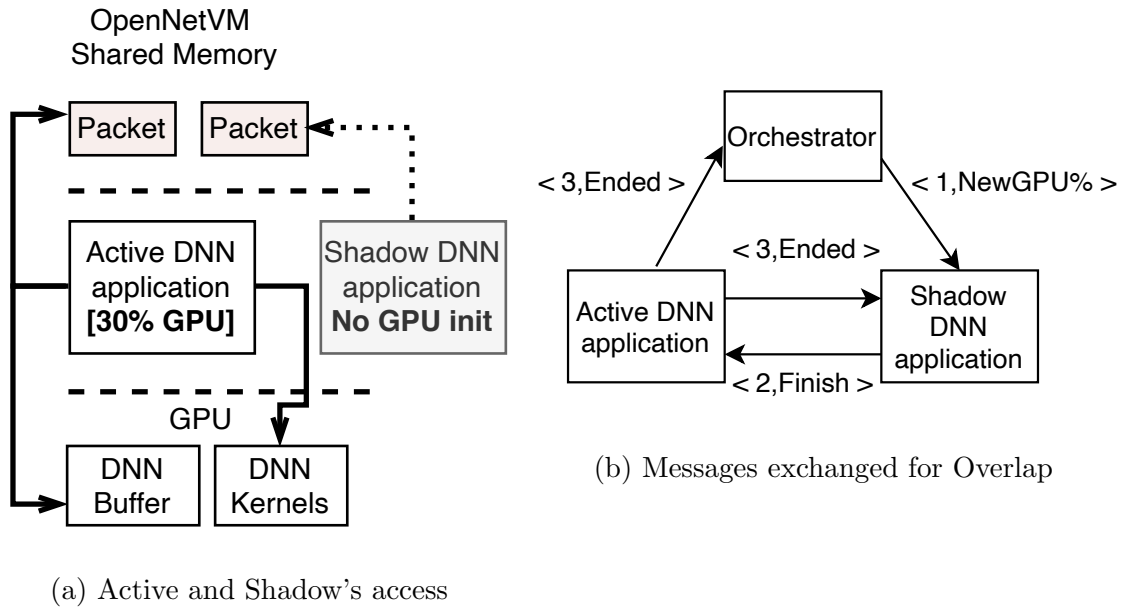 OpenNetVM
Shared Memory
Packet
Packet
Active DNN
application
[30% GPU]
Shadow DNN
application
No GPU init
GPU
DNN
Buffer
DNN
Kernels
(a) Active and Shadow's access
Orchestrator
< 3,Ended >
< 1,NewGPU% >
< 3,Ended >
Active DNN
application
Shadow
DNN
application
< 2,Finish >
(b) Messages exchanged for Overlap